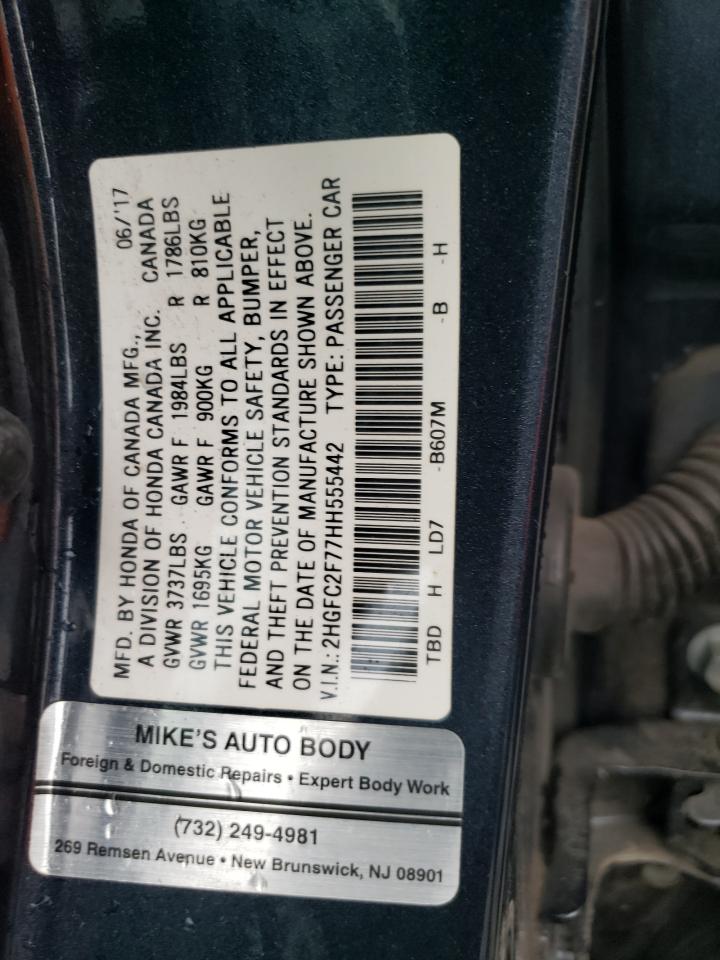 MFD. BY HONDA OF CANADA MFG., 06/'17
A DIVISION OF HONDA CANADA INC. CANADA
GVWR 3737LBS GAWR F 1984LBS R 1786LBS
GVWR 1695KG GAWR F 900KG R 810KG
THIS VEHICLE CONFORMS TO ALL APPLICABLE
FEDERAL MOTOR VEHICLE SAFETY, BUMPER,
AND THEFT PREVENTION STANDARDS IN EFFECT
ON THE DATE OF MANUFACTURE SHOWN ABOVE.
V.I.N.: 2HGFC2F77HH555442 TYPE: PASSENGER CAR
TBD H LD7 -B607M -B -H
MIKE'S AUTO BODY
Foreign & Domestic Repairs • Expert Body Work
(732) 249-4981
269 Remsen Avenue • New Brunswick, NJ 08901